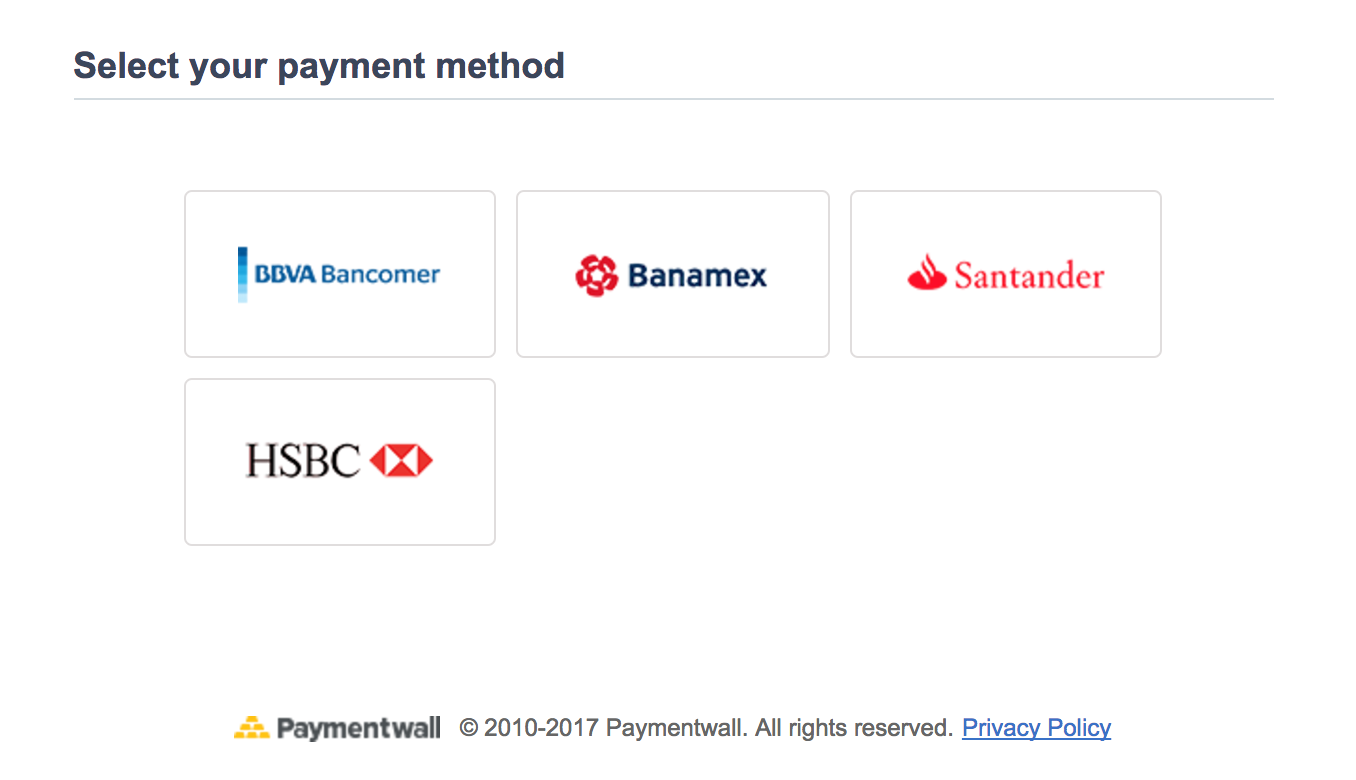 Select your payment method
BBVA Bancomer
Banamex
Santander
HSBC
Paymentwall © 2010-2017 Paymentwall. All rights reserved. Privacy Policy